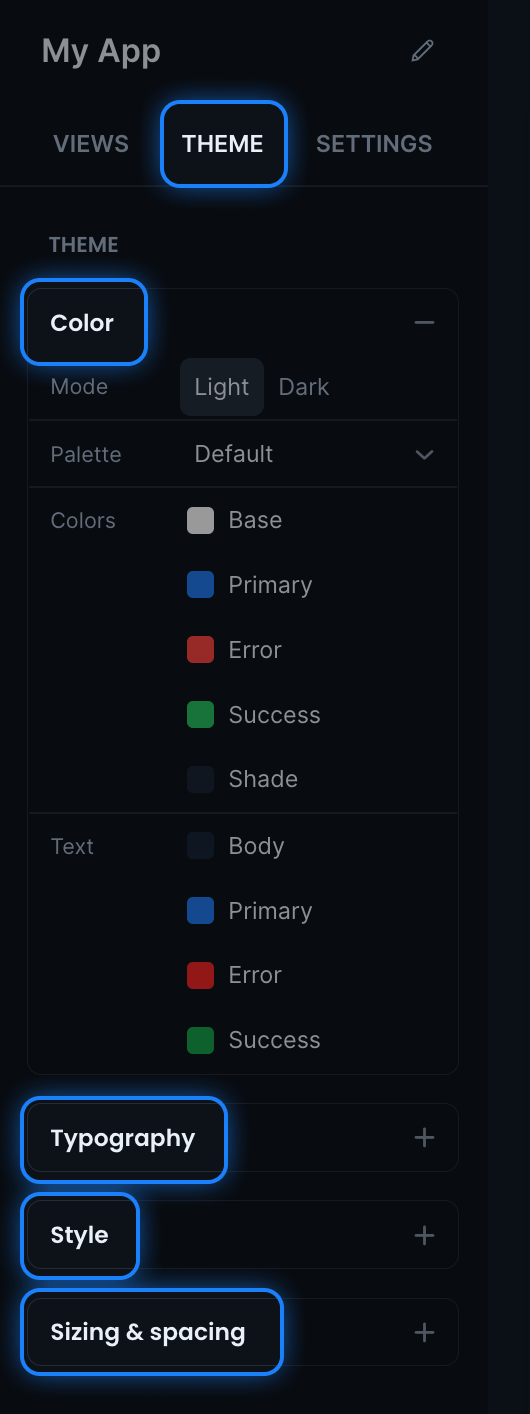 My App
VIEWS THEME SETTINGS
THEME
Color
Mode Light Dark
Palette Default
Colors Base
Primary
Error
Success
Shade
Text Body
Primary
Error
Success
Typography
Style
Sizing & spacing